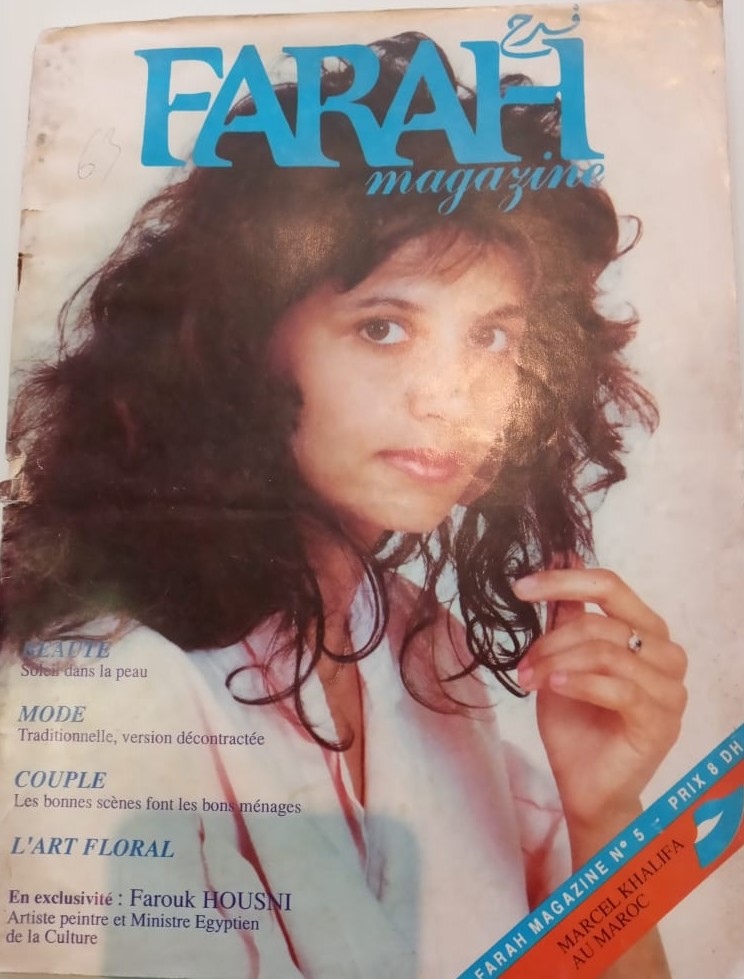 فرح
FARAH
magazine
63
BEAUTE
Soleil dans la peau
MODE
Traditionnelle, version décontractée
COUPLE
Les bonnes scènes font les bons ménages
L'ART FLORAL
En exclusivité : Farouk HOUSNI
Artiste peintre et Ministre Egyptien
de la Culture
FARAH MAGAZINE N° 5 - PRIX 8 DH
MARCEL KHALIFA
AU MAROC